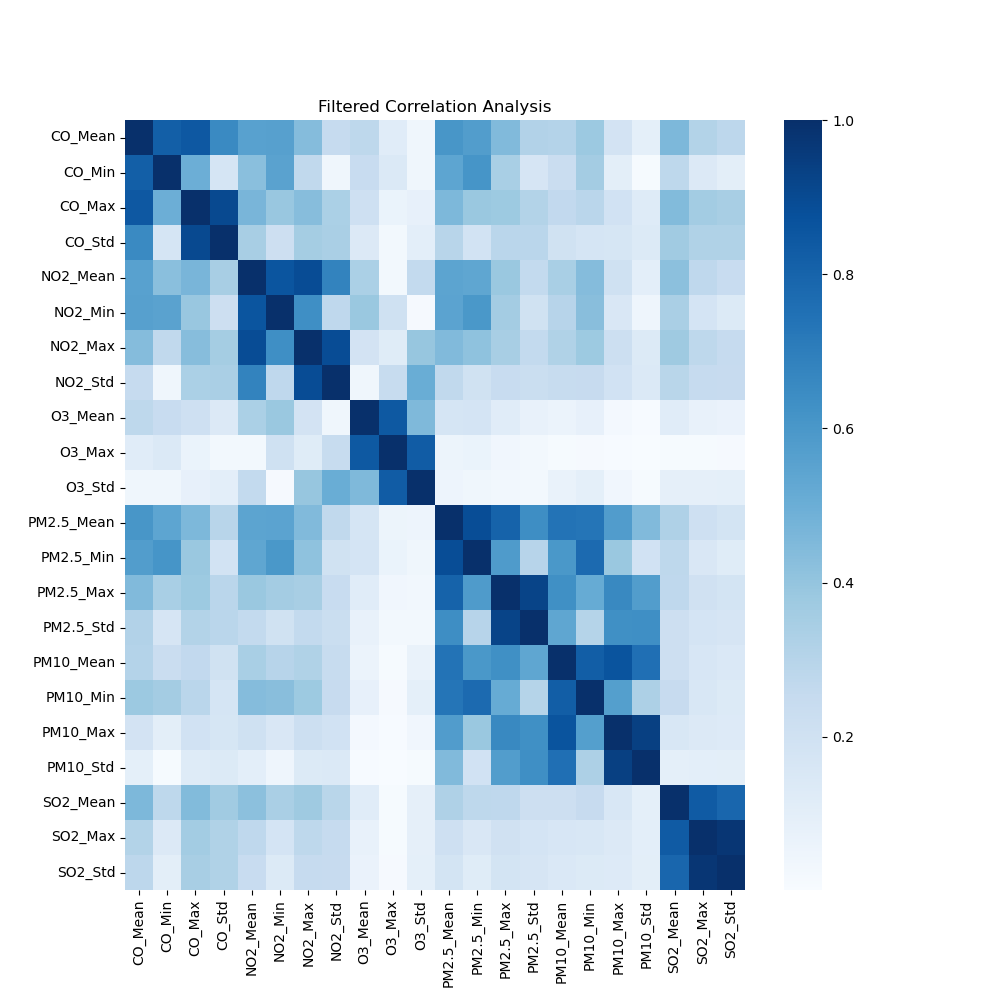 Filtered Correlation Analysis
CO_Mean
CO_Min
CO_Max
CO_Std
NO2_Mean
NO2_Min
NO2_Max
NO2_Std
O3_Mean
O3_Max
O3_Std
PM2.5_Mean
PM2.5_Min
PM2.5_Max
PM2.5_Std
PM10_Mean
PM10_Min
PM10_Max
PM10_Std
SO2_Mean
SO2_Max
SO2_Std
CO_Mean
CO_Min
CO_Max
CO_Std
NO2_Mean
NO2_Min
NO2_Max
NO2_Std
O3_Mean
O3_Max
O3_Std
PM2.5_Mean
PM2.5_Min
PM2.5_Max
PM2.5_Std
PM10_Mean
PM10_Min
PM10_Max
PM10_Std
SO2_Mean
SO2_Max
SO2_Std
1.0
0.8
0.6
0.4
0.2